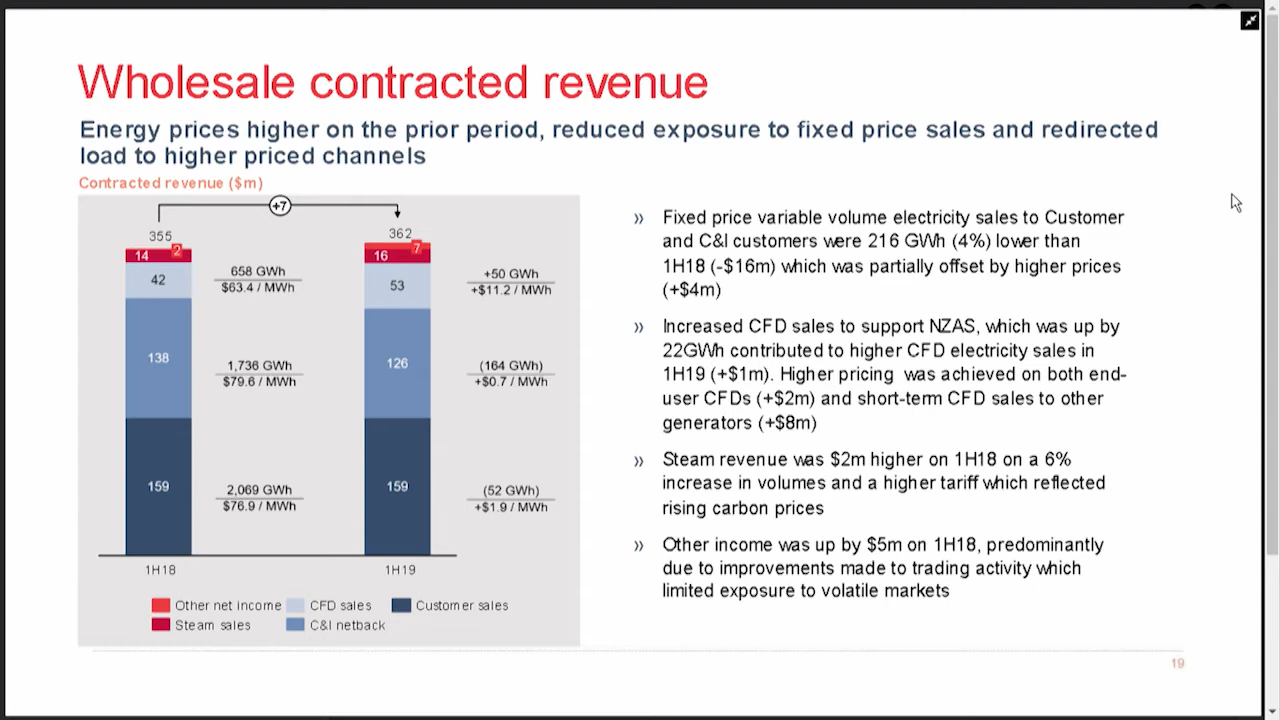 Wholesale contracted revenue
Energy prices higher on the prior period, reduced exposure to fixed price sales and redirected
load to higher priced channels
Contracted revenue ($m)
+7
355
14
2
42
138
159
658 GWh
$63.4 / MWh
1,736 GWh
$79.6 / MWh
2,069 GWh
$76.9 / MWh
362
16
7
53
126
159
+50 GWh
+$11.2 / MWh
(164 GWh)
+$0.7 / MWh
(52 GWh)
+$1.9 / MWh
1H18
1H19
Other net income
CFD sales
Customer sales
Steam sales
C&I netback
» Fixed price variable volume electricity sales to Customer
and C&I customers were 216 GWh (4%) lower than
1H18 (-$16m) which was partially offset by higher prices
(+$4m)
» Increased CFD sales to support NZAS, which was up by
22GWh contributed to higher CFD electricity sales in
1H19 (+$1m). Higher pricing was achieved on both end-
user CFDs (+$2m) and short-term CFD sales to other
generators (+$8m)
» Steam revenue was $2m higher on 1H18 on a 6%
increase in volumes and a higher tariff which reflected
rising carbon prices
» Other income was up by $5m on 1H18, predominantly
due to improvements made to trading activity which
limited exposure to volatile markets
19